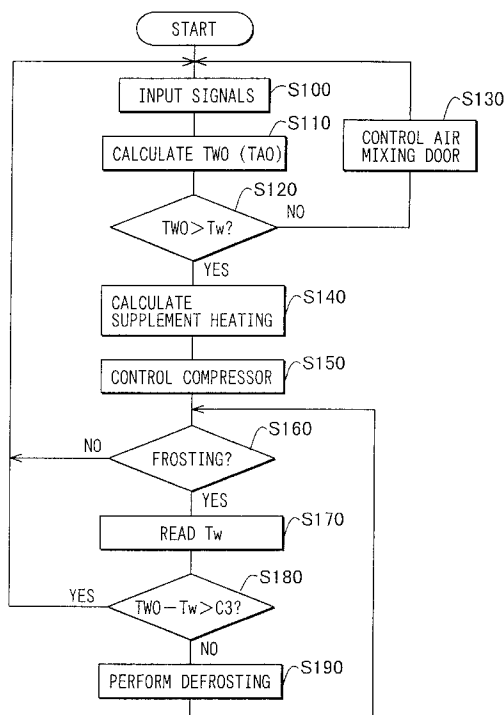 START
INPUT SIGNALS
S100
S110
CALCULATE TWO (TAO)
S130
CONTROL AIR
MIXING DOOR
S120
TWO>Tw?
NO
YES
CALCULATE
SUPPLEMENT HEATING
S140
S150
CONTROL COMPRESSOR
S160
NO
FROSTING?
YES
S170
READ Tw
S180
YES
TWO-Tw>C3?
NO
S190
PERFORM DEFROSTING